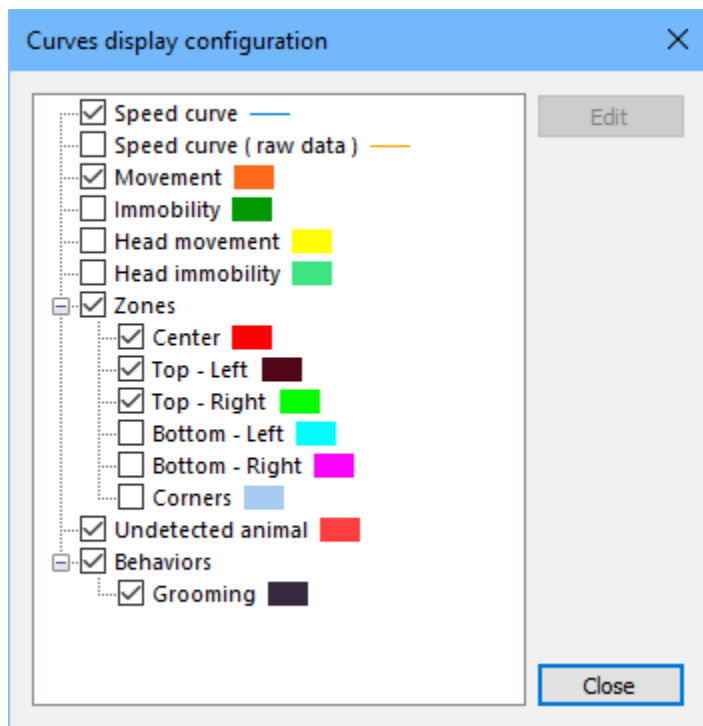 Curves display configuration
Speed curve
Edit
Speed curve ( raw data )
Movement
Immobility
Head movement
Head immobility
Zones
Center
Top - Left
Top - Right
Bottom - Left
Bottom - Right
Corners
Undetected animal
Behaviors
Grooming
Close